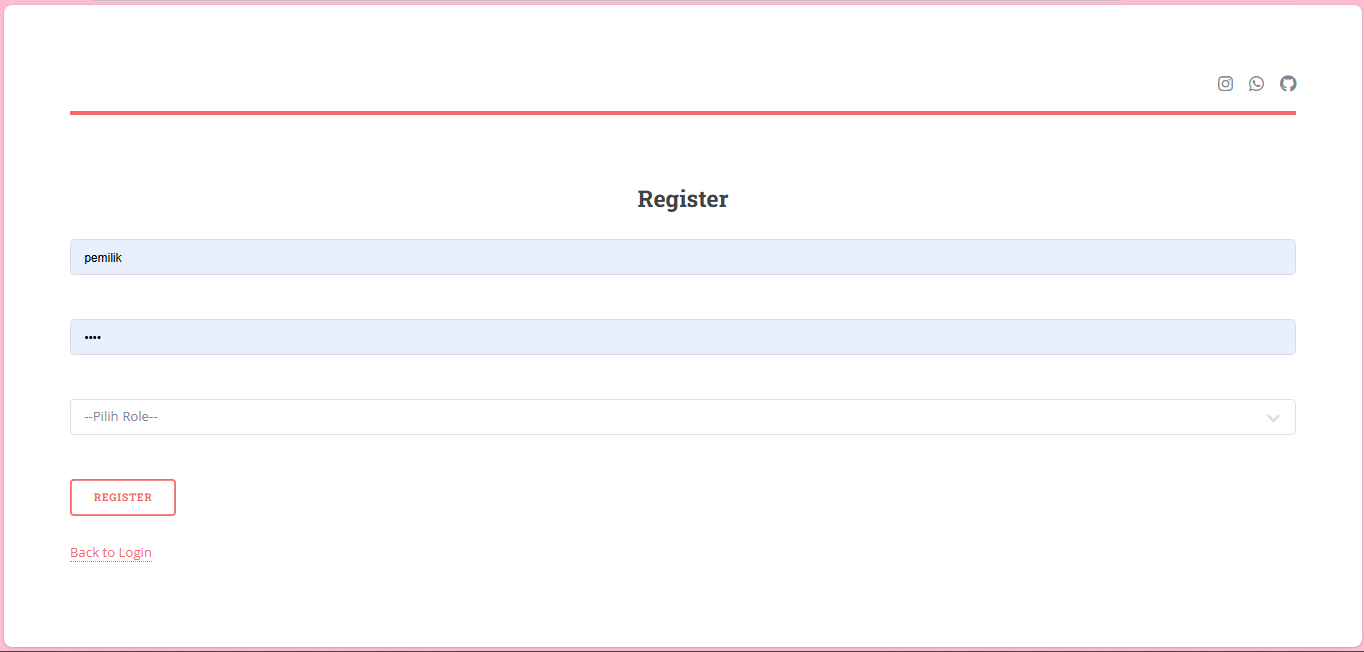 Register
pemilik
••••
--Pilih Role--
REGISTER
Back to Login